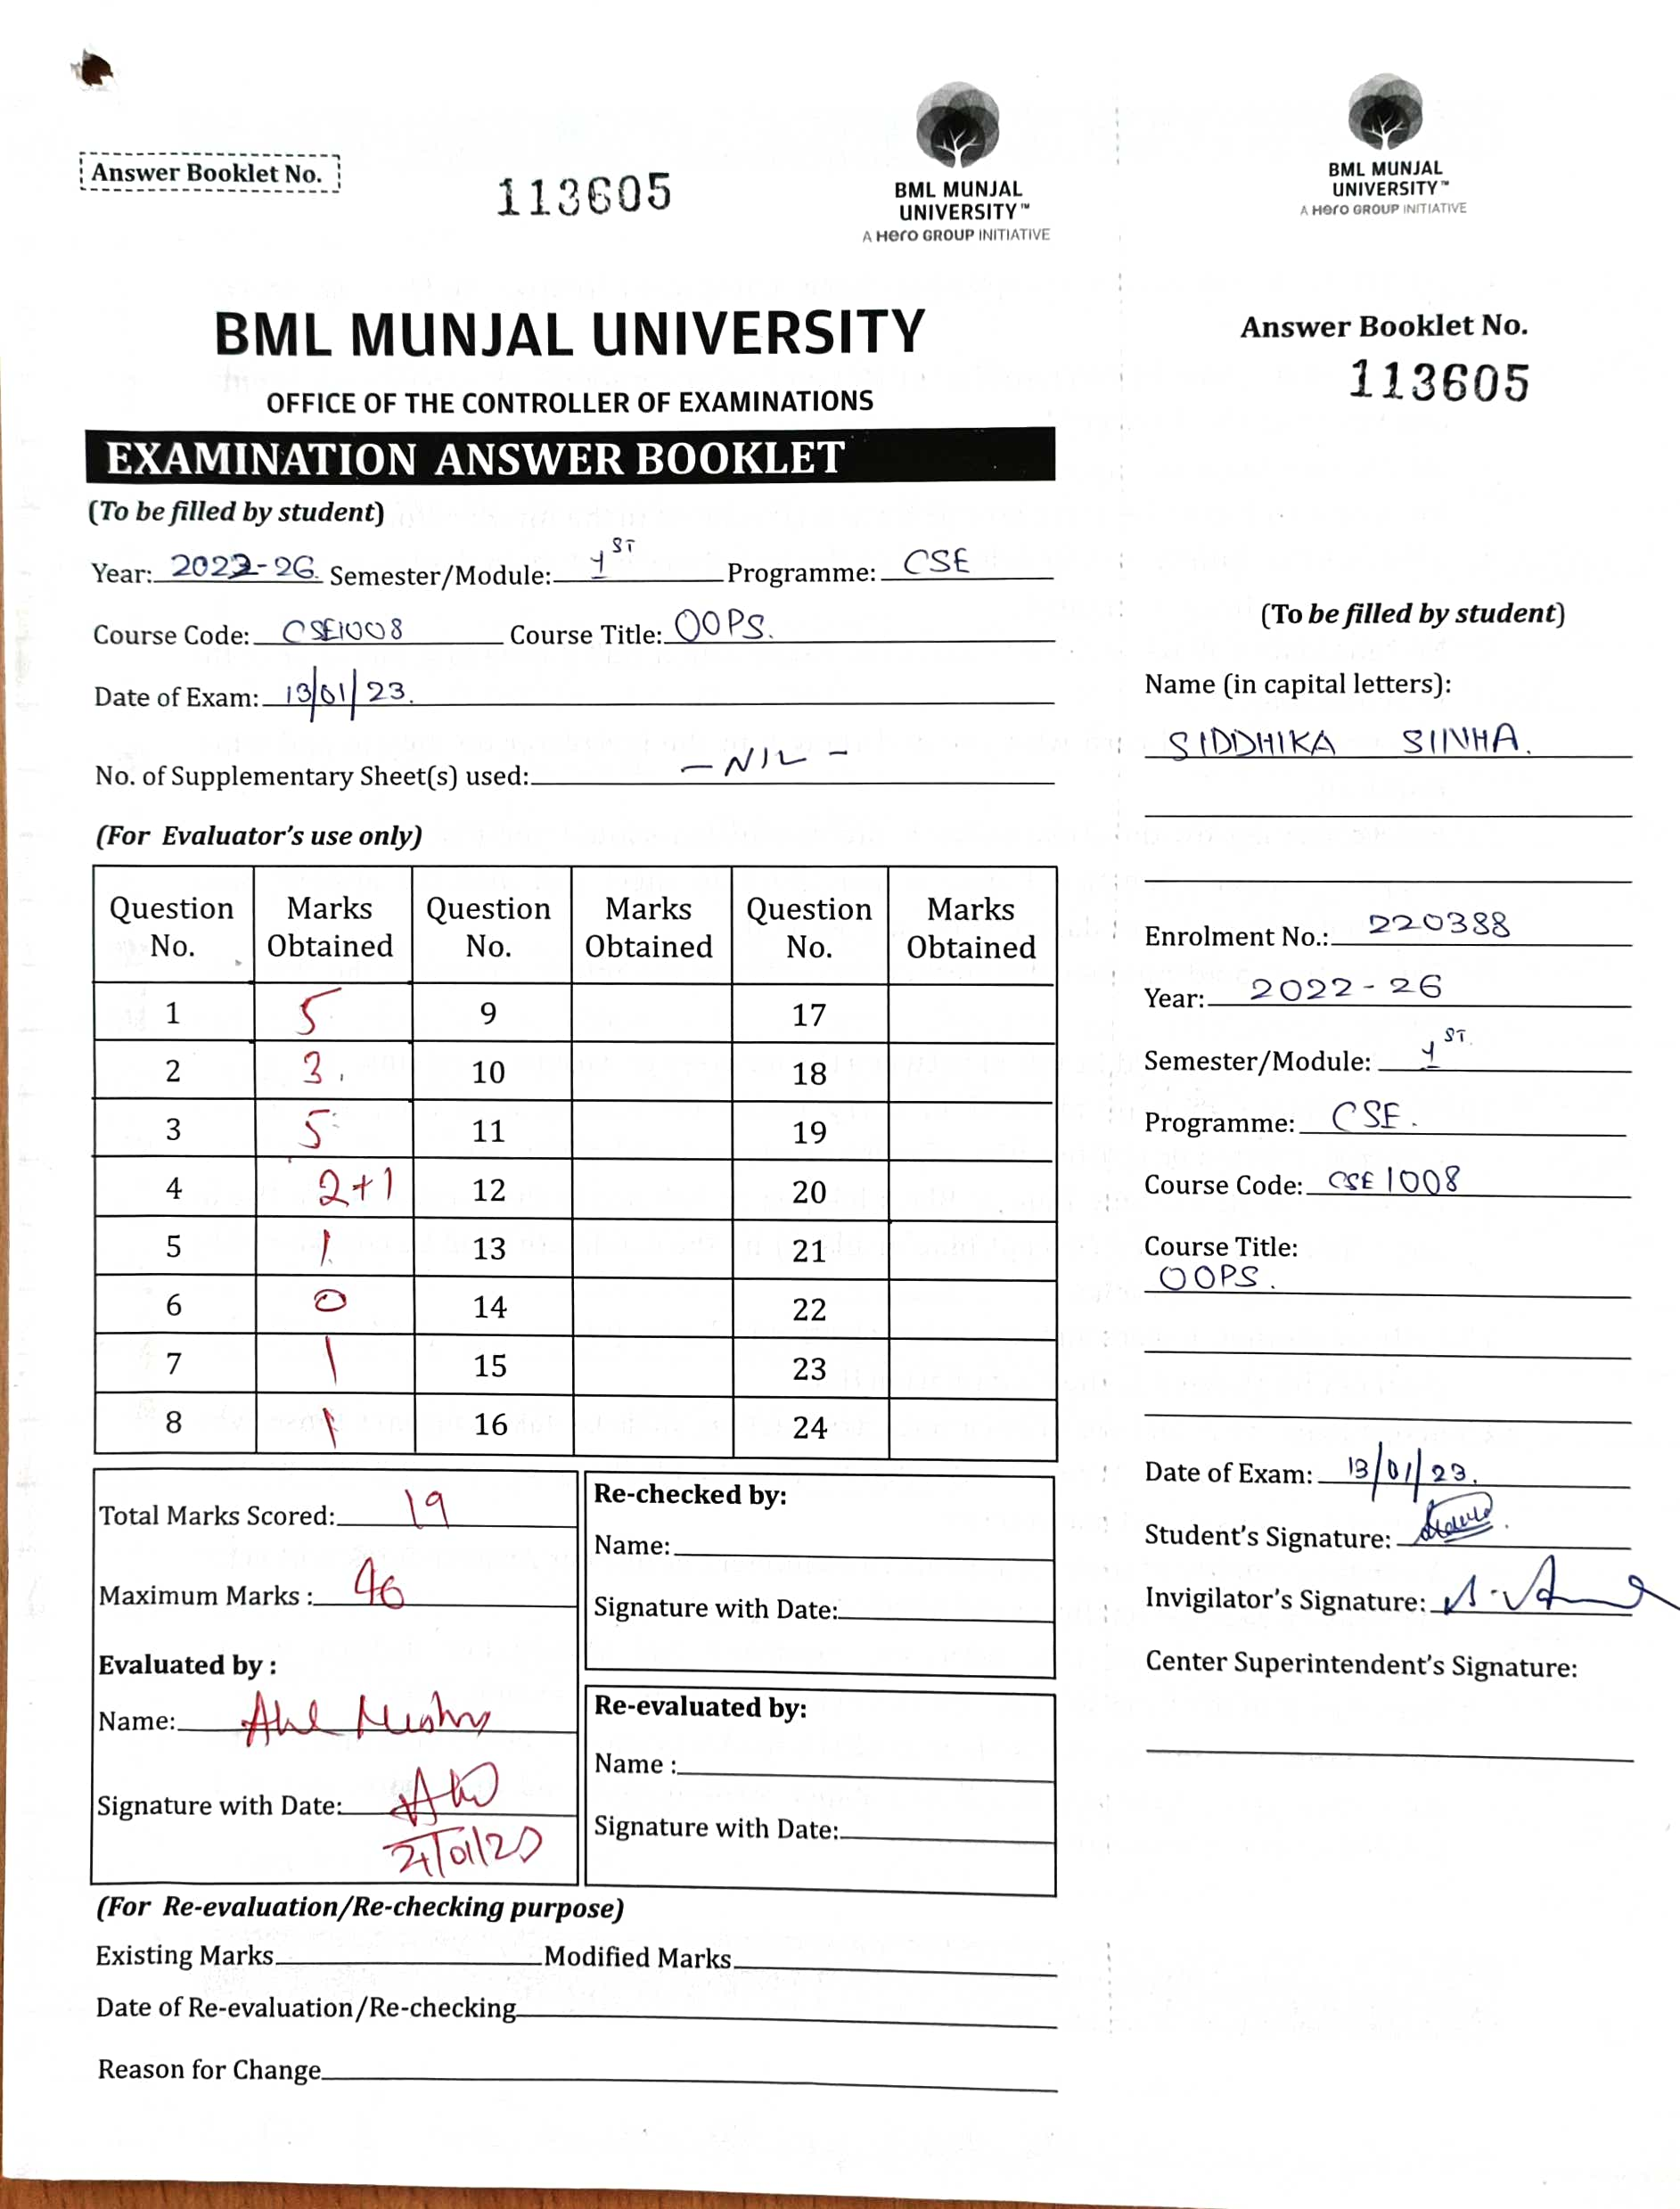 Answer Booklet No.
113605
BML MUNJAL
UNIVERSITY™
A Hero GROUP INITIATIVE
BML MUNJAL UNIVERSITY
OFFICE OF THE CONTROLLER OF EXAMINATIONS
EXAMINATION ANSWER BOOKLET
(To be filled by student)
Year: 2022-26 Semester/Module: 1ST Programme: CSE
Course Code: CSE1008 Course Title: OOPS.
Date of Exam: 13/01/23.
No. of Supplementary Sheet(s) used: - NIL -
(For Evaluator's use only)
Question No. Marks Obtained Question No. Marks Obtained Question No. Marks Obtained
1 5 9 17
2 3. 10 18
3 5 11 19
4 2+1 12 20
5 1 13 21
6 0 14 22
7 1 15 23
8 1 16 24
Total Marks Scored: 19
Maximum Marks : 46
Evaluated by :
Name:
Signature with Date:
Re-checked by:
Name:
Signature with Date:
Re-evaluated by:
Name :
Signature with Date:
(For Re-evaluation/Re-checking purpose)
Existing Marks Modified Marks
Date of Re-evaluation/Re-checking
Reason for Change
BML MUNJAL
UNIVERSITY™
A Hero GROUP INITIATIVE
Answer Booklet No.
113605
(To be filled by student)
Name (in capital letters):
SIDDHIKA SINHA.
Enrolment No.: 220388
Year: 2022-26
Semester/Module: 1ST.
Programme: CSE.
Course Code: CSE1008
Course Title:
OOPS.
Date of Exam: 13/01/23.
Student's Signature:
Invigilator's Signature:
Center Superintendent's Signature: